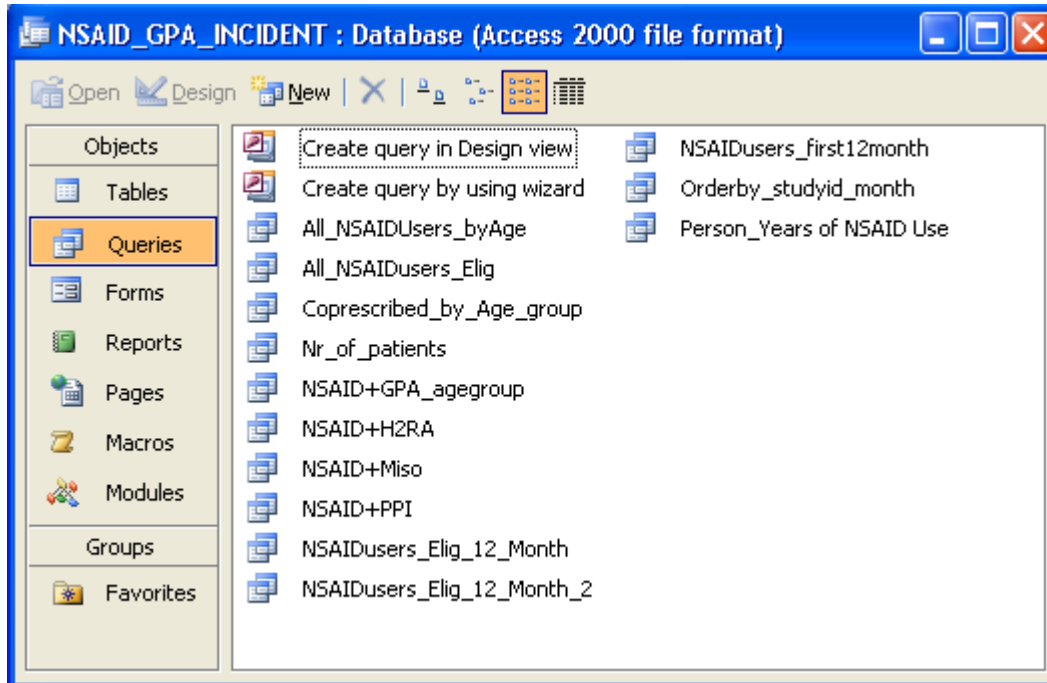 NSAID_GPA_INCIDENT : Database (Access 2000 file format)
Open Design New
Objects
Tables
Queries
Forms
Reports
Pages
Macros
Modules
Groups
Favorites
Create query in Design view
Create query by using wizard
All_NSAIDUsers_byAge
All_NSAIDusers_Elig
Coprescribed_by_Age_group
Nr_of_patients
NSAID+GPA_agegroup
NSAID+H2RA
NSAID+Miso
NSAID+PPI
NSAIDusers_Elig_12_Month
NSAIDusers_Elig_12_Month_2
NSAIDusers_first12month
Orderby_studyid_month
Person_Years of NSAID Use